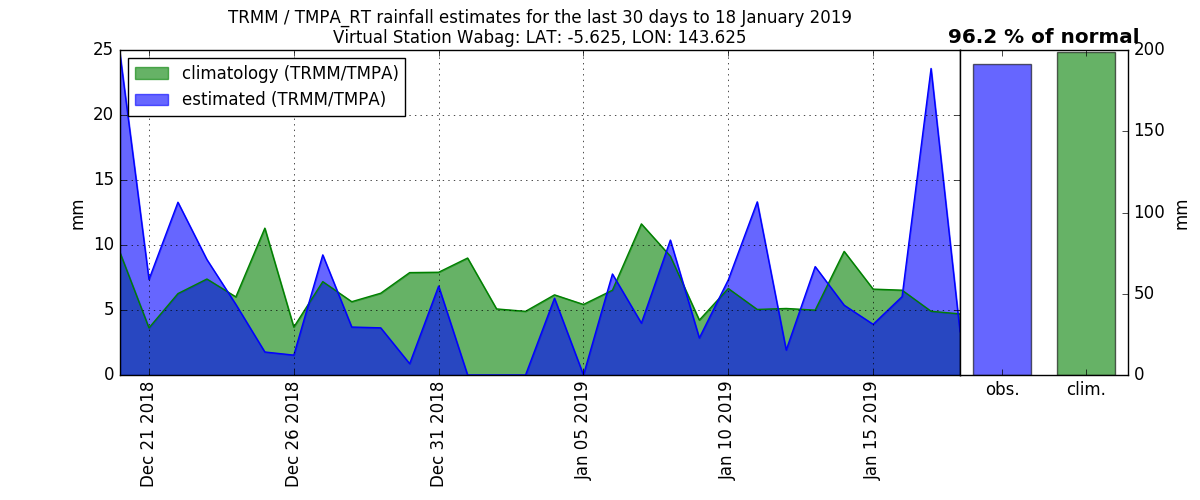 TRMM / TMPA_RT rainfall estimates for the last 30 days to 18 January 2019
Virtual Station Wabag: LAT: -5.625, LON: 143.625
96.2 % of normal
climatology (TRMM/TMPA)
estimated (TRMM/TMPA)
25
20
15
10
5
0
mm
200
150
100
50
0
mm
Dec 21 2018
Dec 26 2018
Dec 31 2018
Jan 05 2019
Jan 10 2019
Jan 15 2019
obs.
clim.